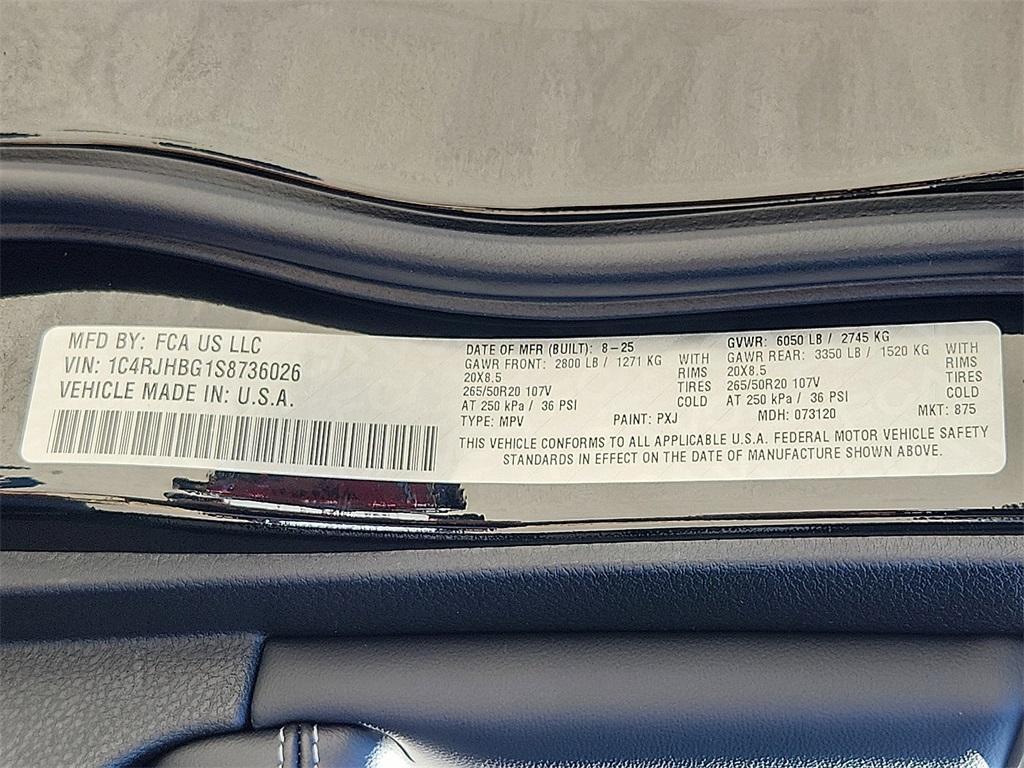 MFD BY: FCA US LLC
VIN: 1C4RJHBG1S8736026
VEHICLE MADE IN: U.S.A.
DATE OF MFR (BUILT): 8-25
GAWR FRONT: 2800 LB / 1271 KG
20X8.5
265/50R20 107V
AT 250 kPa / 36 PSI
WITH
RIMS
TIRES
COLD
TYPE: MPV
PAINT: PXJ
GVWR: 6050 LB / 2745 KG
GAWR REAR: 3350 LB / 1520 KG
20X8.5
265/50R20 107V
AT 250 kPa / 36 PSI
WITH
RIMS
TIRES
COLD
MDH: 073120
MKT: 875
THIS VEHICLE CONFORMS TO ALL APPLICABLE U.S.A. FEDERAL MOTOR VEHICLE SAFETY
STANDARDS IN EFFECT ON THE DATE OF MANUFACTURE SHOWN ABOVE.